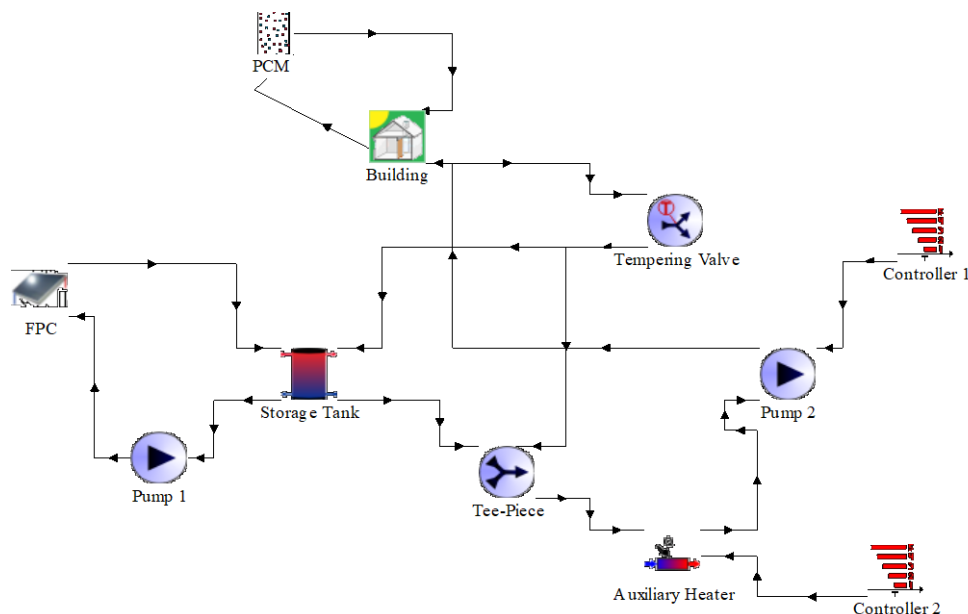 PCM
Building
Tempering Valve
Controller 1
FPC
Storage Tank
Pump 2
Pump 1
Tee-Piece
Auxiliary Heater
Controller 2